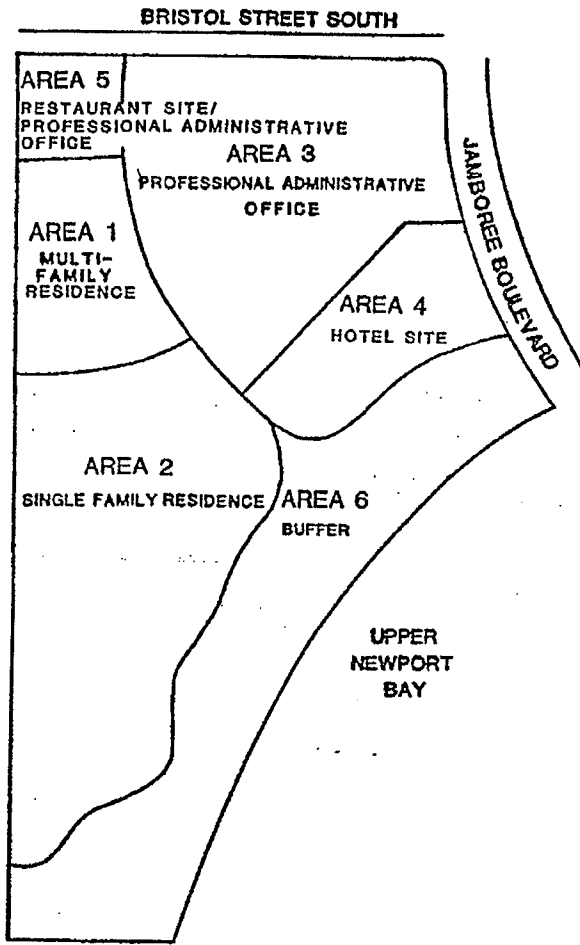 BRISTOL STREET SOUTH
AREA 5
RESTAURANT SITE/
PROFESSIONAL ADMINISTRATIVE
OFFICE
AREA 3
PROFESSIONAL ADMINISTRATIVE
OFFICE
JAMBOREE BOULEVARD
AREA 1
MULTI-
FAMILY
RESIDENCE
AREA 4
HOTEL SITE
AREA 2
SINGLE FAMILY RESIDENCE
AREA 6
BUFFER
UPPER
NEWPORT
BAY